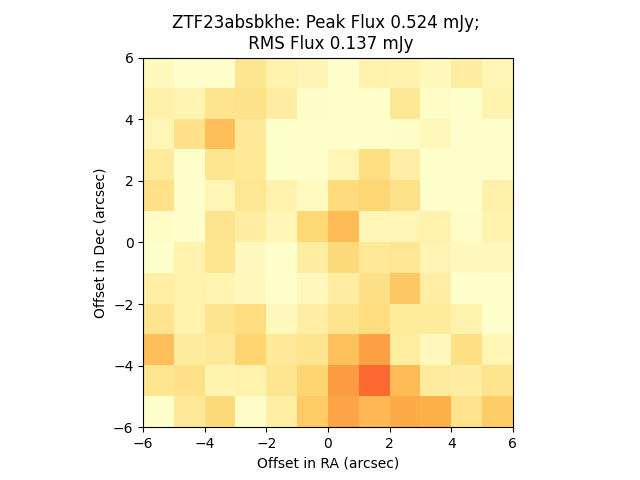 ZTF23absbkhe: Peak Flux 0.524 mJy;
RMS Flux 0.137 mJy
6
4
2
0
−2
−4
−6
Offset in Dec (arcsec)
−6 −4 −2 0 2 4 6
Offset in RA (arcsec)